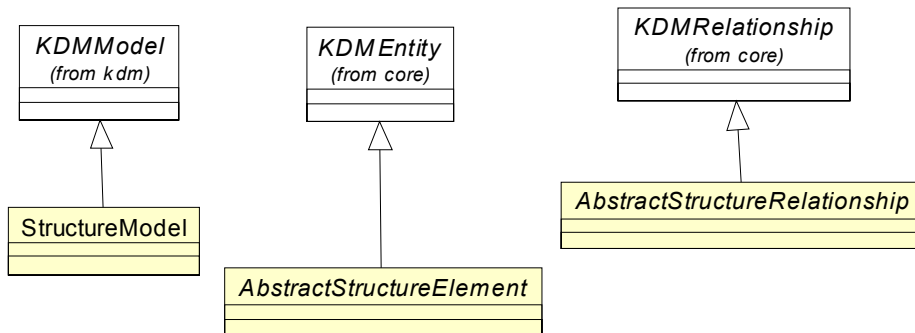 KDMModel
(from kdm)
KDMEntity
(from core)
KDMRelationship
(from core)
StructureModel
AbstractStructureElement
AbstractStructureRelationship